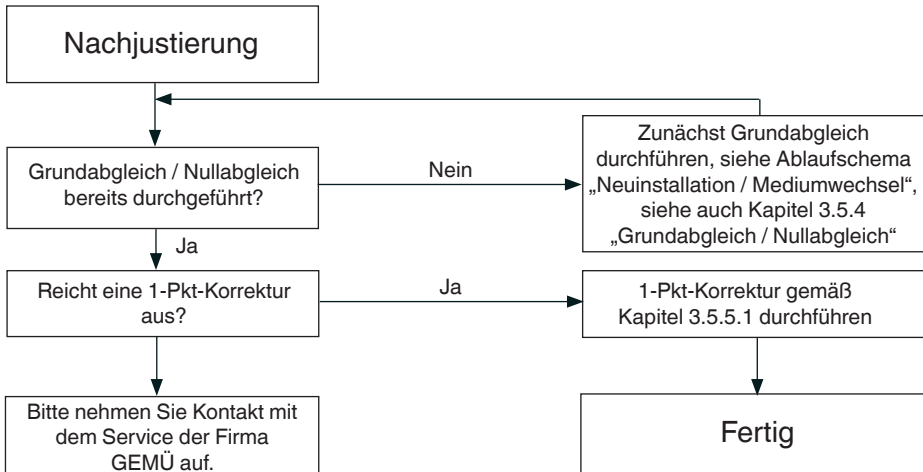 Nachjustierung
Grundabgleich / Nullabgleich
bereits durchgeführt?
Nein
Zunächst Grundabgleich
durchführen, siehe Ablaufschema
„Neuinstallation / Mediumwechsel“,
siehe auch Kapitel 3.5.4
„Grundabgleich / Nullabgleich“
Ja
Reicht eine 1-Pkt-Korrektur
aus?
Ja
1-Pkt-Korrektur gemäß
Kapitel 3.5.5.1 durchführen
Bitte nehmen Sie Kontakt mit
dem Service der Firma
GEMÜ auf.
Fertig